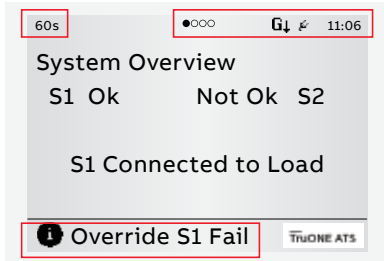 60s G↓ 11:06
System Overview
S1 Ok Not Ok S2
S1 Connected to Load
Override S1 Fail TruONE ATS